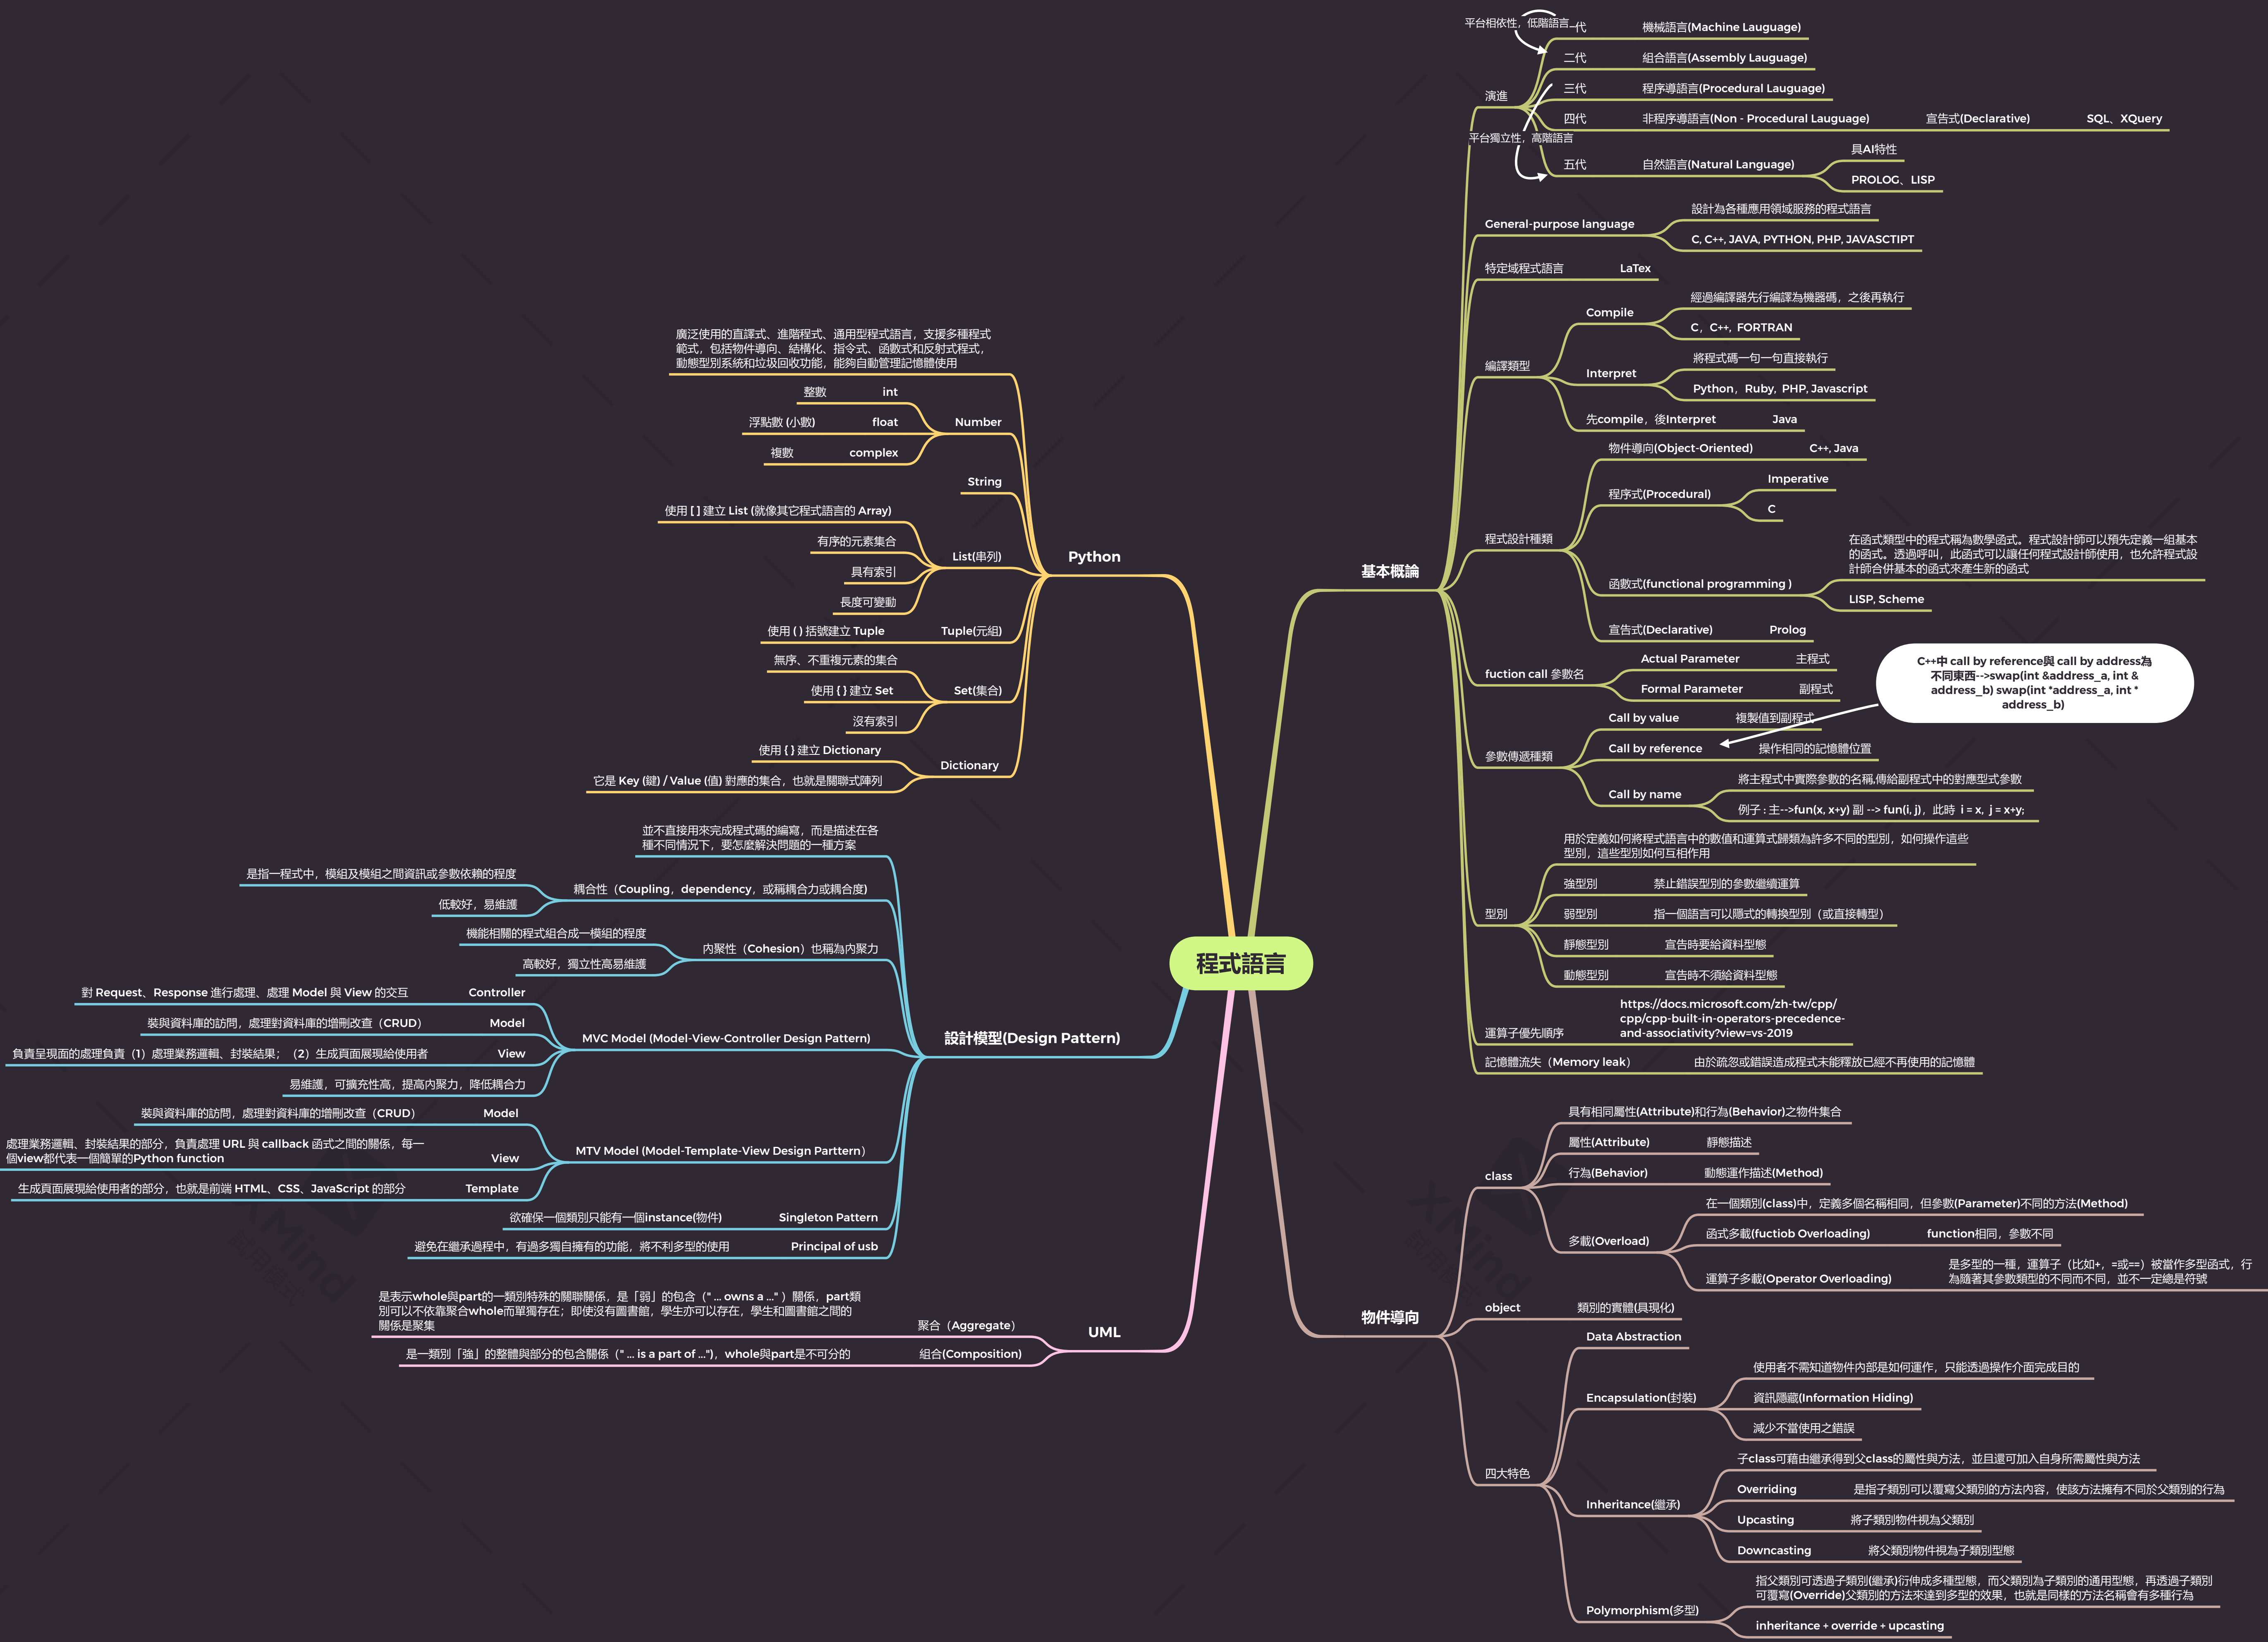 程式語言
基本概論
演進
平台相依性，低階語言
一代 機械語言(Machine Lauguage)
二代 組合語言(Assembly Lauguage)
三代 程序導語言(Procedural Lauguage)
四代 非程序導語言(Non - Procedural Lauguage) 宣告式(Declarative) SQL、XQuery
平台獨立性，高階語言
五代 自然語言(Natural Language)
具AI特性
PROLOG、LISP
General-purpose language
設計為各種應用領域服務的程式語言
C, C++, JAVA, PYTHON, PHP, JAVASCTIPT
特定域程式語言 LaTex
編譯類型
Compile
經過編譯器先行編譯為機器碼，之後再執行
C，C++，FORTRAN
Interpret
將程式碼一句一句直接執行
Python，Ruby，PHP, Javascript
先compile，後Interpret Java
程式設計種類
物件導向(Object-Oriented) C++, Java
程序式(Procedural)
Imperative
C
函數式(functional programming )
在函式類型中的程式稱為數學函式。程式設計師可以預先定義一組基本
的函式。透過呼叫，此函式可以讓任何程式設計師使用，也允許程式設
計師合併基本的函式來產生新的函式
LISP, Scheme
宣告式(Declarative) Prolog
fuction call 參數名
Actual Parameter 主程式
Formal Parameter 副程式
C++中 call by reference與 call by address為
不同東西-->swap(int &address_a, int &
address_b) swap(int *address_a, int *
address_b)
參數傳遞種類
Call by value 複製值到副程式
Call by reference 操作相同的記憶體位置
Call by name
將主程式中實際參數的名稱,傳給副程式中的對應型式參數
例子 : 主-->fun(x, x+y) 副 --> fun(i, j)，此時 i = x, j = x+y;
型別
用於定義如何將程式語言中的數值和運算式歸類為許多不同的型別，如何操作這些
型別，這些型別如何互相作用
強型別 禁止錯誤型別的參數繼續運算
弱型別 指一個語言可以隱式的轉換型別（或直接轉型）
靜態型別 宣告時要給資料型態
動態型別 宣告時不須給資料型態
運算子優先順序
https://docs.microsoft.com/zh-tw/cpp/
cpp/cpp-built-in-operators-precedence-
and-associativity?view=vs-2019
記憶體流失（Memory leak） 由於疏忽或錯誤造成程式未能釋放已經不再使用的記憶體
物件導向
class
具有相同屬性(Attribute)和行為(Behavior)之物件集合
屬性(Attribute) 靜態描述
行為(Behavior) 動態運作描述(Method)
多載(Overload)
在一個類別(class)中，定義多個名稱相同，但參數(Parameter)不同的方法(Method)
函式多載(fuctiob Overloading) function相同，參數不同
運算子多載(Operator Overloading)
是多型的一種，運算子（比如+，=或==）被當作多型函式，行
為隨著其參數類型的不同而不同，並不一定總是符號
object 類別的實體(具現化)
四大特色
Data Abstraction
Encapsulation(封裝)
使用者不需知道物件內部是如何運作，只能透過操作介面完成目的
資訊隱藏(Information Hiding)
減少不當使用之錯誤
Inheritance(繼承)
子class可藉由繼承得到父class的屬性與方法，並且還可加入自身所需屬性與方法
Overriding 是指子類別可以覆寫父類別的方法內容，使該方法擁有不同於父類別的行為
Upcasting 將子類別物件視為父類別
Downcasting 將父類別物件視為子類別型態
Polymorphism(多型)
指父類別可透過子類別(繼承)衍伸成多種型態，而父類別為子類別的通用型態，再透過子類別
可覆寫(Override)父類別的方法來達到多型的效果，也就是同樣的方法名稱會有多種行為
inheritance + override + upcasting
Python
廣泛使用的直譯式、進階程式、通用型程式語言，支援多種程式
範式，包括物件導向、結構化、指令式、函數式和反射式程式，
動態型別系統和垃圾回收功能，能夠自動管理記憶體使用
Number
整數 int
浮點數 (小數) float
複數 complex
String
List(串列)
使用 [ ] 建立 List (就像其它程式語言的 Array)
有序的元素集合
具有索引
長度可變動
使用 ( ) 括號建立 Tuple Tuple(元組)
Set(集合)
無序、不重複元素的集合
使用 { } 建立 Set
沒有索引
Dictionary
使用 { } 建立 Dictionary
它是 Key (鍵) / Value (值) 對應的集合，也就是關聯式陣列
設計模型(Design Pattern)
並不直接用來完成程式碼的編寫，而是描述在各
種不同情況下，要怎麼解決問題的一種方案
耦合性（Coupling，dependency，或稱耦合力或耦合度)
是指一程式中，模組及模組之間資訊或參數依賴的程度
低較好，易維護
內聚性（Cohesion）也稱為內聚力
機能相關的程式組合成一模組的程度
高較好，獨立性高易維護
MVC Model (Model-View-Controller Design Pattern)
對 Request、Response 進行處理、處理 Model 與 View 的交互 Controller
裝與資料庫的訪問，處理對資料庫的增刪改查（CRUD） Model
負責呈現面的處理負責（1）處理業務邏輯、封裝結果；（2）生成頁面展現給使用者 View
易維護，可擴充性高，提高內聚力，降低耦合力
MTV Model (Model-Template-View Design Parttern）
裝與資料庫的訪問，處理對資料庫的增刪改查（CRUD） Model
處理業務邏輯、封裝結果的部分，負責處理 URL 與 callback 函式之間的關係，每一
個view都代表一個簡單的Python function View
生成頁面展現給使用者的部分，也就是前端 HTML、CSS、JavaScript 的部分 Template
欲確保一個類別只能有一個instance(物件) Singleton Pattern
避免在繼承過程中，有過多獨自擁有的功能，將不利多型的使用 Principal of usb
UML
是表示whole與part的一類別特殊的關聯關係，是「弱」的包含（" ... owns a ..." ）關係，part類
別可以不依靠聚合whole而單獨存在；即使沒有圖書館，學生亦可以存在，學生和圖書館之間的
關係是聚集 聚合（Aggregate）
是一類別「強」的整體與部分的包含關係（" ... is a part of ...")，whole與part是不可分的 組合(Composition)
XMind
試用模式
XMind
試用模式